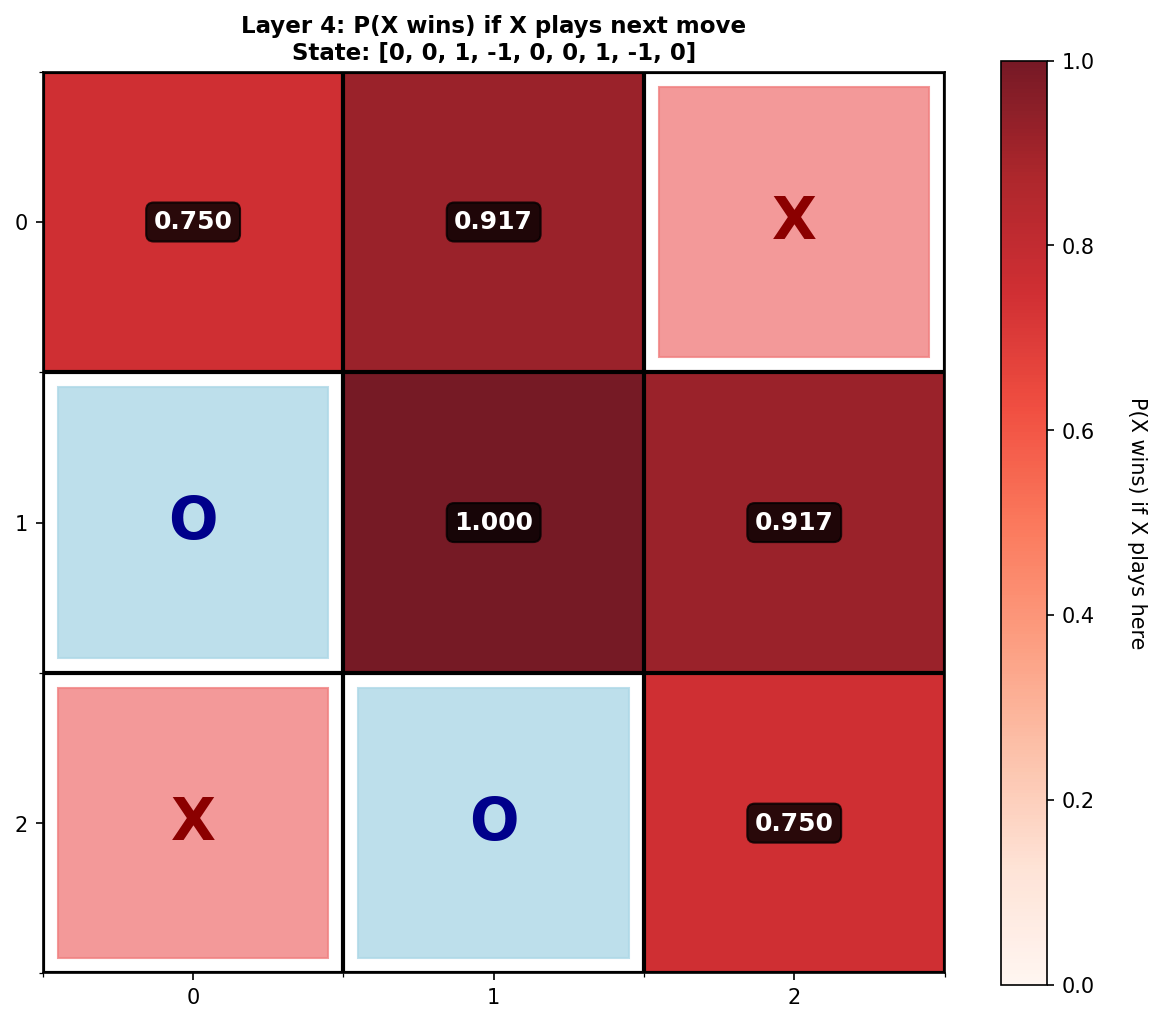 Layer 4: P(X wins) if X plays next move
State: [0, 0, 1, -1, 0, 0, 1, -1, 0]
0
0.750
0.917
X
1
O
1.000
0.917
2
X
O
0.750
0
1
2
1.0
0.8
0.6
0.4
0.2
0.0
P(X wins) if X plays here